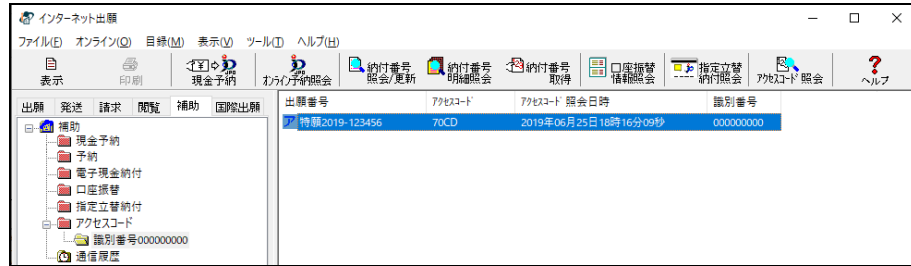 インターネット出願
ファイル(F) オンライン(O) 目録(M) 表示(V) ツール(T) ヘルプ(H)
表示 印刷 現金予納 オンライン予納照会 納付番号照会/更新 納付番号明細照会 納付番号取得 口座振替情報照会 指定立替納付照会 アクセスコード照会 ヘルプ
出願 発送 請求 閲覧 補助 国際出願
出願番号 アクセスコード アクセスコード照会日時 識別番号
ア 特願2019-123456 70CD 2019年06月25日18時16分09秒 000000000
補助
現金予納
予納
電子現金納付
口座振替
指定立替納付
アクセスコード
識別番号000000000
通信履歴